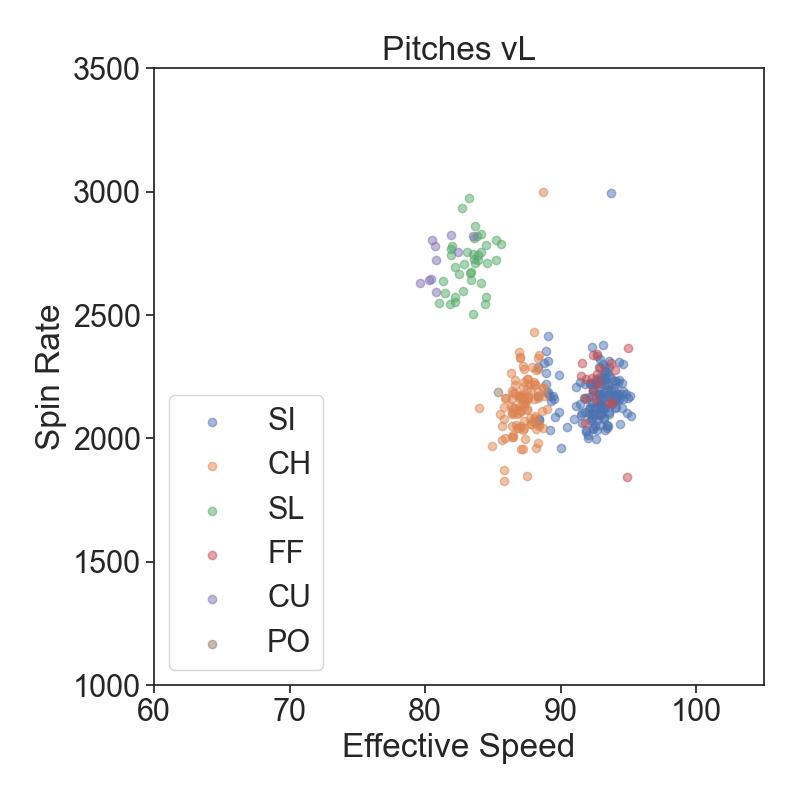 Pitches vL
3500
3000
2500
2000
1500
1000
Spin Rate
SI
CH
SL
FF
CU
PO
60 70 80 90 100
Effective Speed